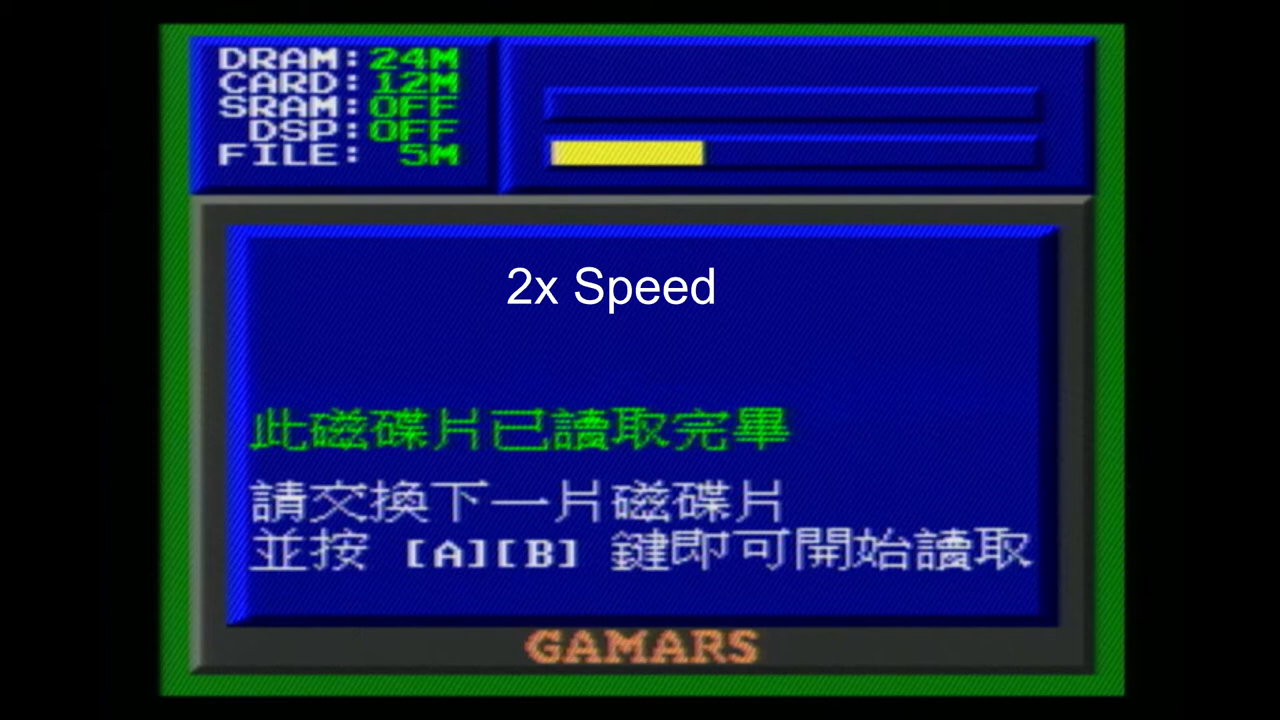 DRAM:24M
CARD:12M
SRAM:OFF
DSP:OFF
FILE: 5M
2x Speed
此磁碟片已讀取完畢
請交換下一片磁碟片
並按 [A][B] 鍵即可開始讀取
GAMARS